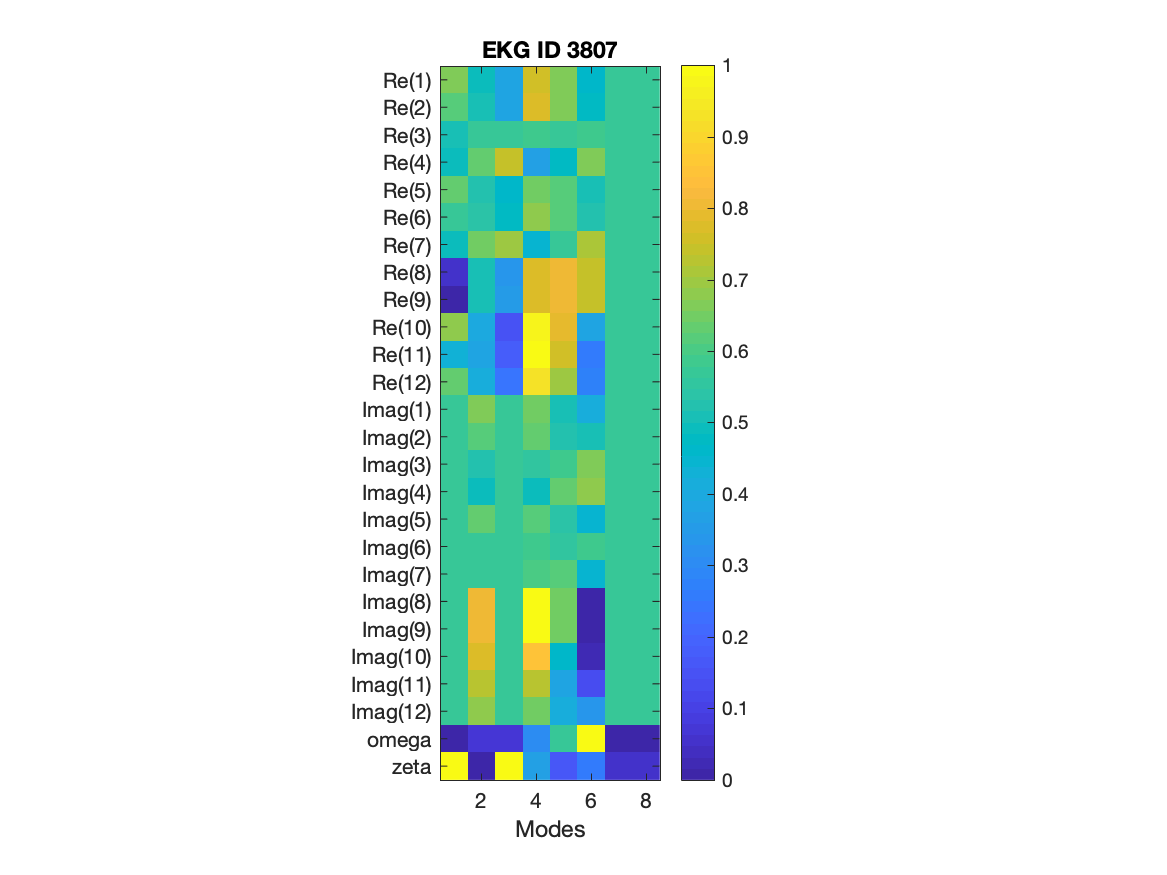 EKG ID 3807
Re(1)
Re(2)
Re(3)
Re(4)
Re(5)
Re(6)
Re(7)
Re(8)
Re(9)
Re(10)
Re(11)
Re(12)
Imag(1)
Imag(2)
Imag(3)
Imag(4)
Imag(5)
Imag(6)
Imag(7)
Imag(8)
Imag(9)
Imag(10)
Imag(11)
Imag(12)
omega
zeta
2 4 6 8
Modes
1
0.9
0.8
0.7
0.6
0.5
0.4
0.3
0.2
0.1
0